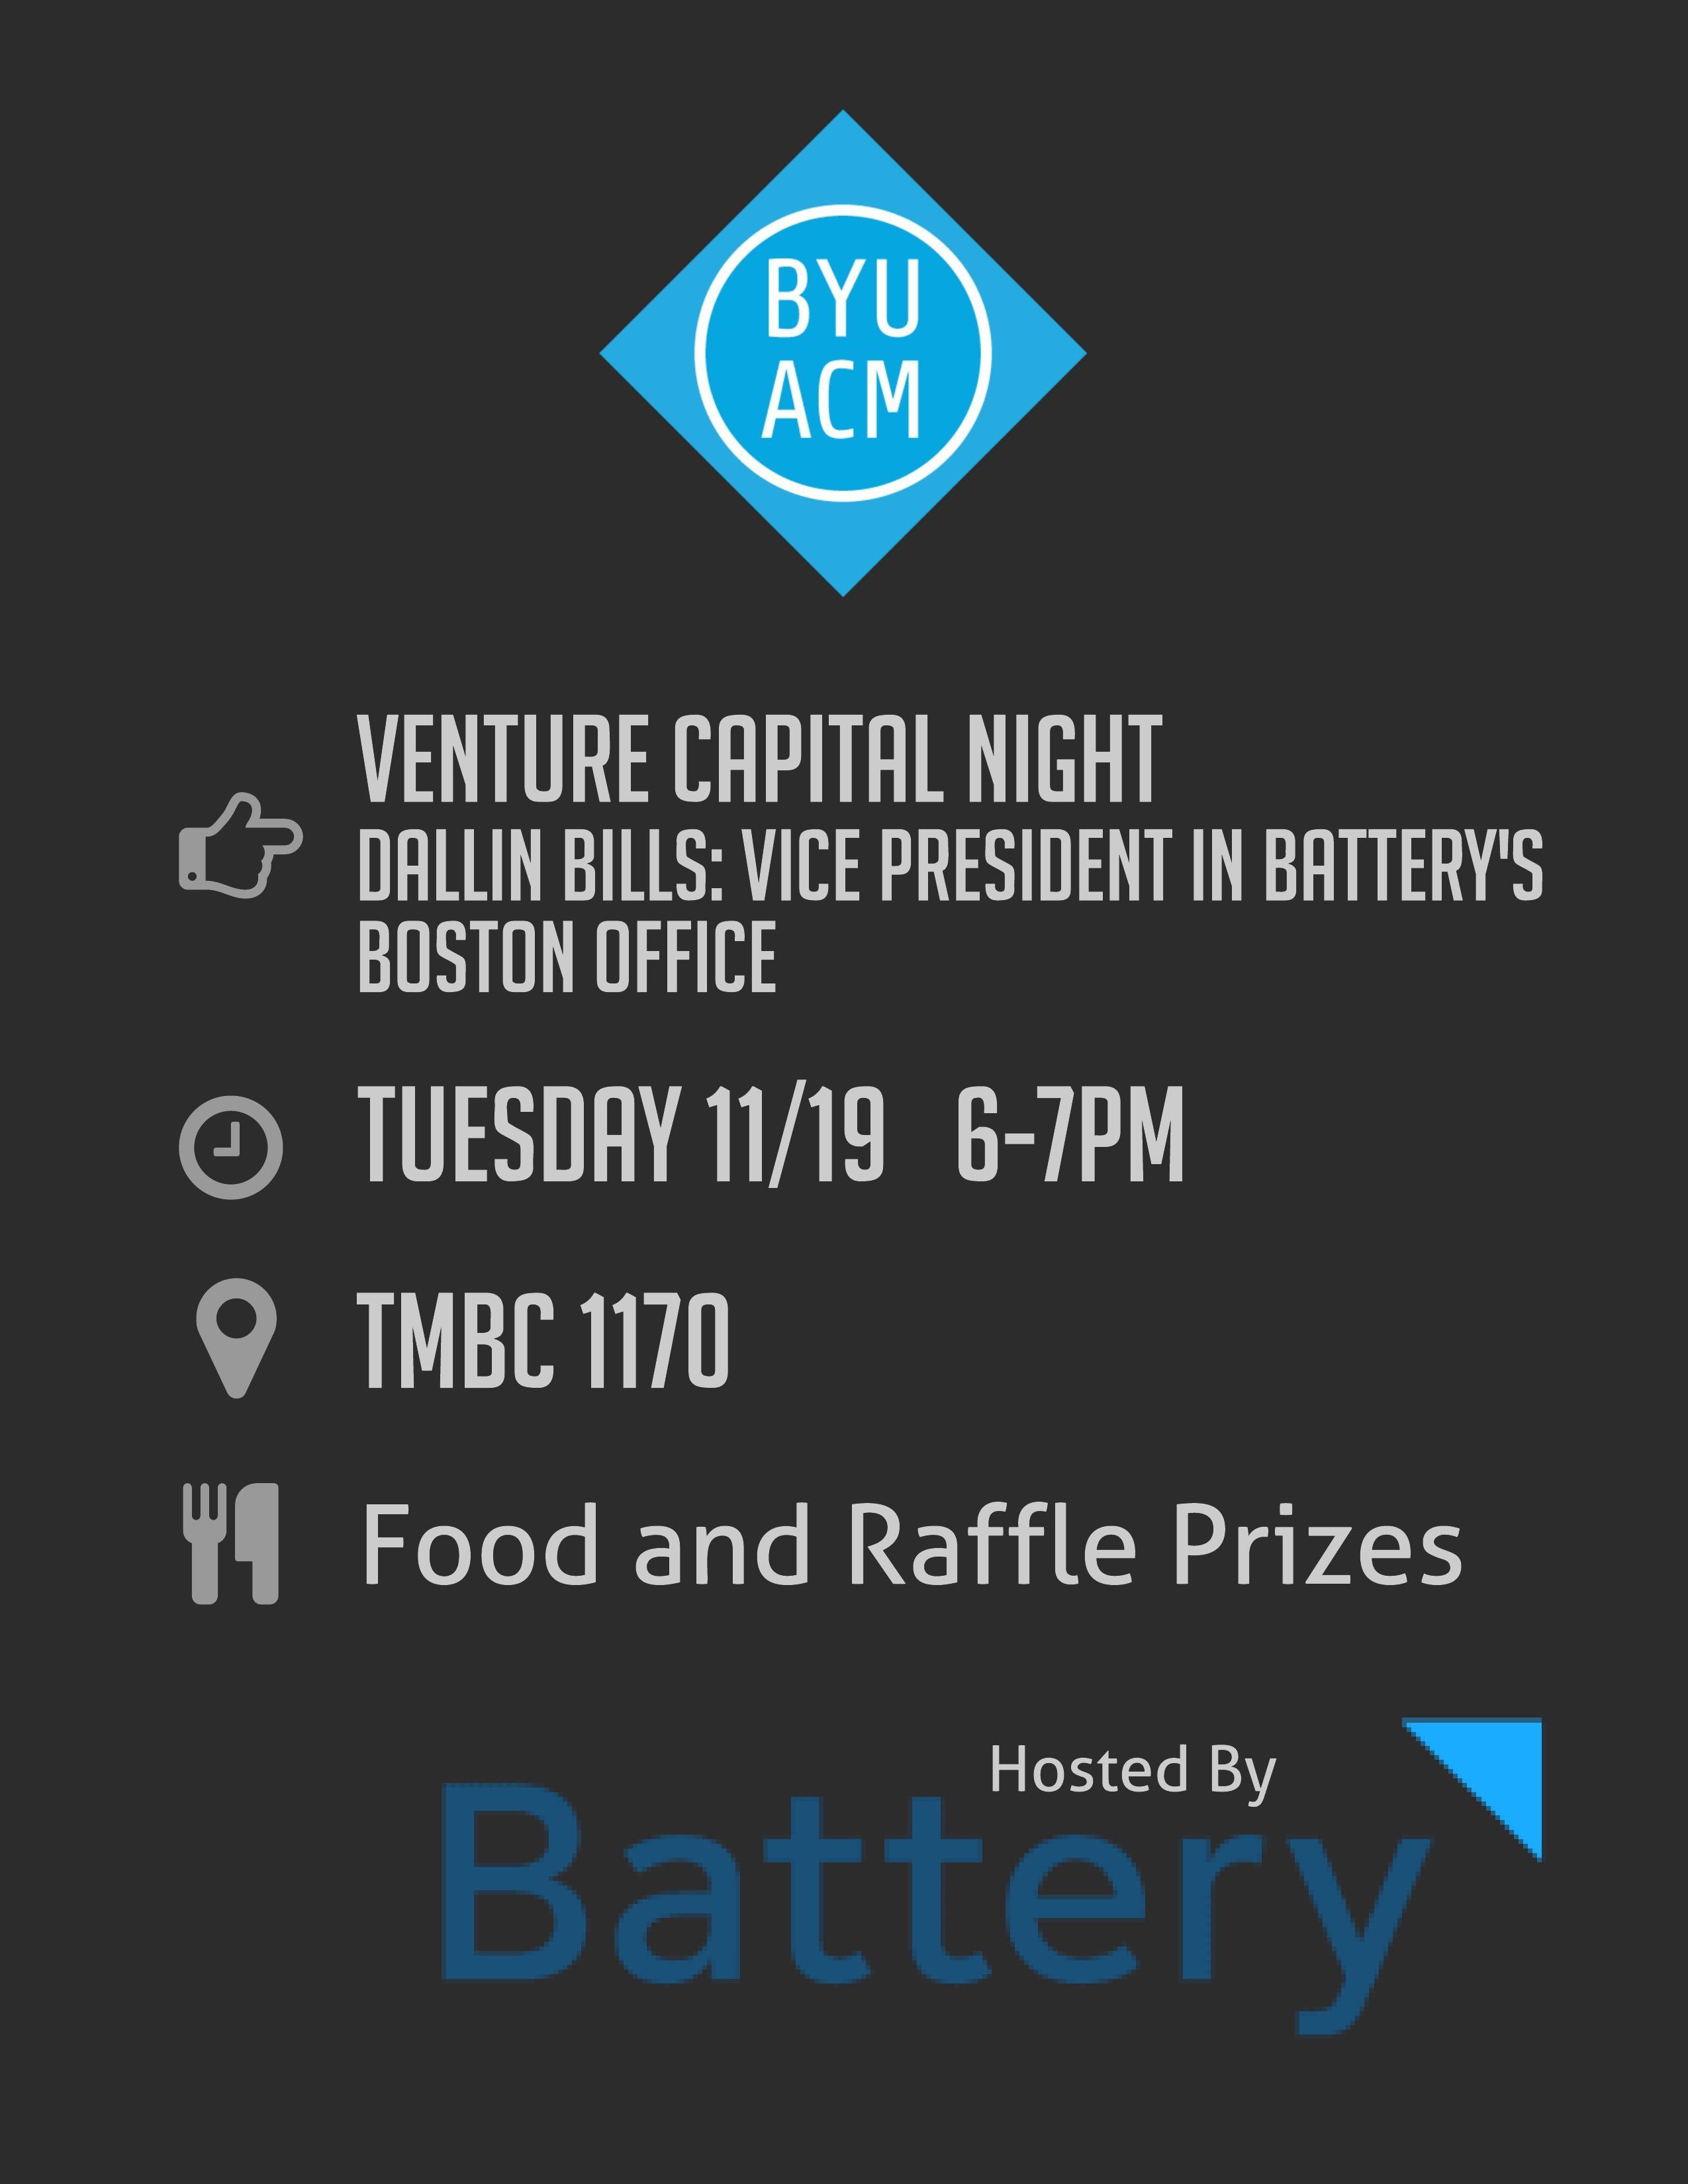 BYU
ACM
VENTURE CAPITAL NIGHT
DALLIN BILLS: VICE PRESIDENT IN BATTERY'S
BOSTON OFFICE
TUESDAY 11/19 6-7PM
TMBC 1170
Food and Raffle Prizes
Hosted By
Battery